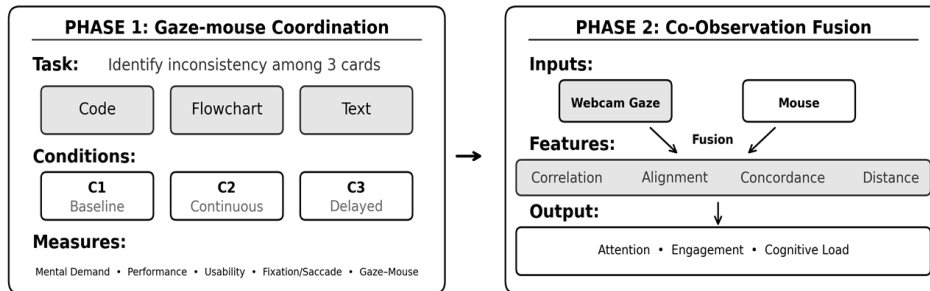 PHASE 1: Gaze-mouse Coordination
Task: Identify inconsistency among 3 cards
Code Flowchart Text
Conditions:
C1 C2 C3
Baseline Continuous Delayed
Measures:
Mental Demand • Performance • Usability • Fixation/Saccade • Gaze–Mouse
PHASE 2: Co-Observation Fusion
Inputs:
Webcam Gaze Mouse
Fusion
Features:
Correlation Alignment Concordance Distance
Output:
Attention • Engagement • Cognitive Load